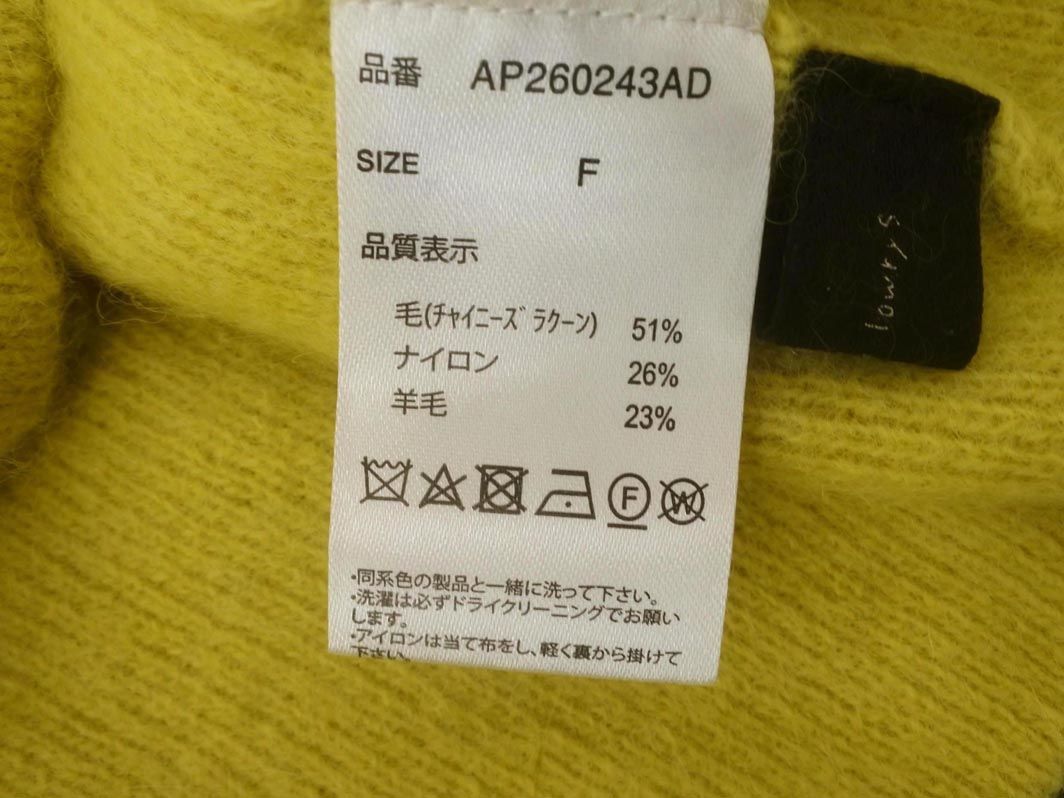 品番 AP260243AD
SIZE F
品質表示
毛(ﾁｬｲﾆｰｽﾞﾗｸｰﾝ) 51%
ナイロン 26%
羊毛 23%
F W
・同系色の製品と一緒に洗って下さい。
・洗濯は必ずドライクリーニングでお願い
します。
・アイロンは当て布をし、軽く裏から掛けて
下さい。
lowrys